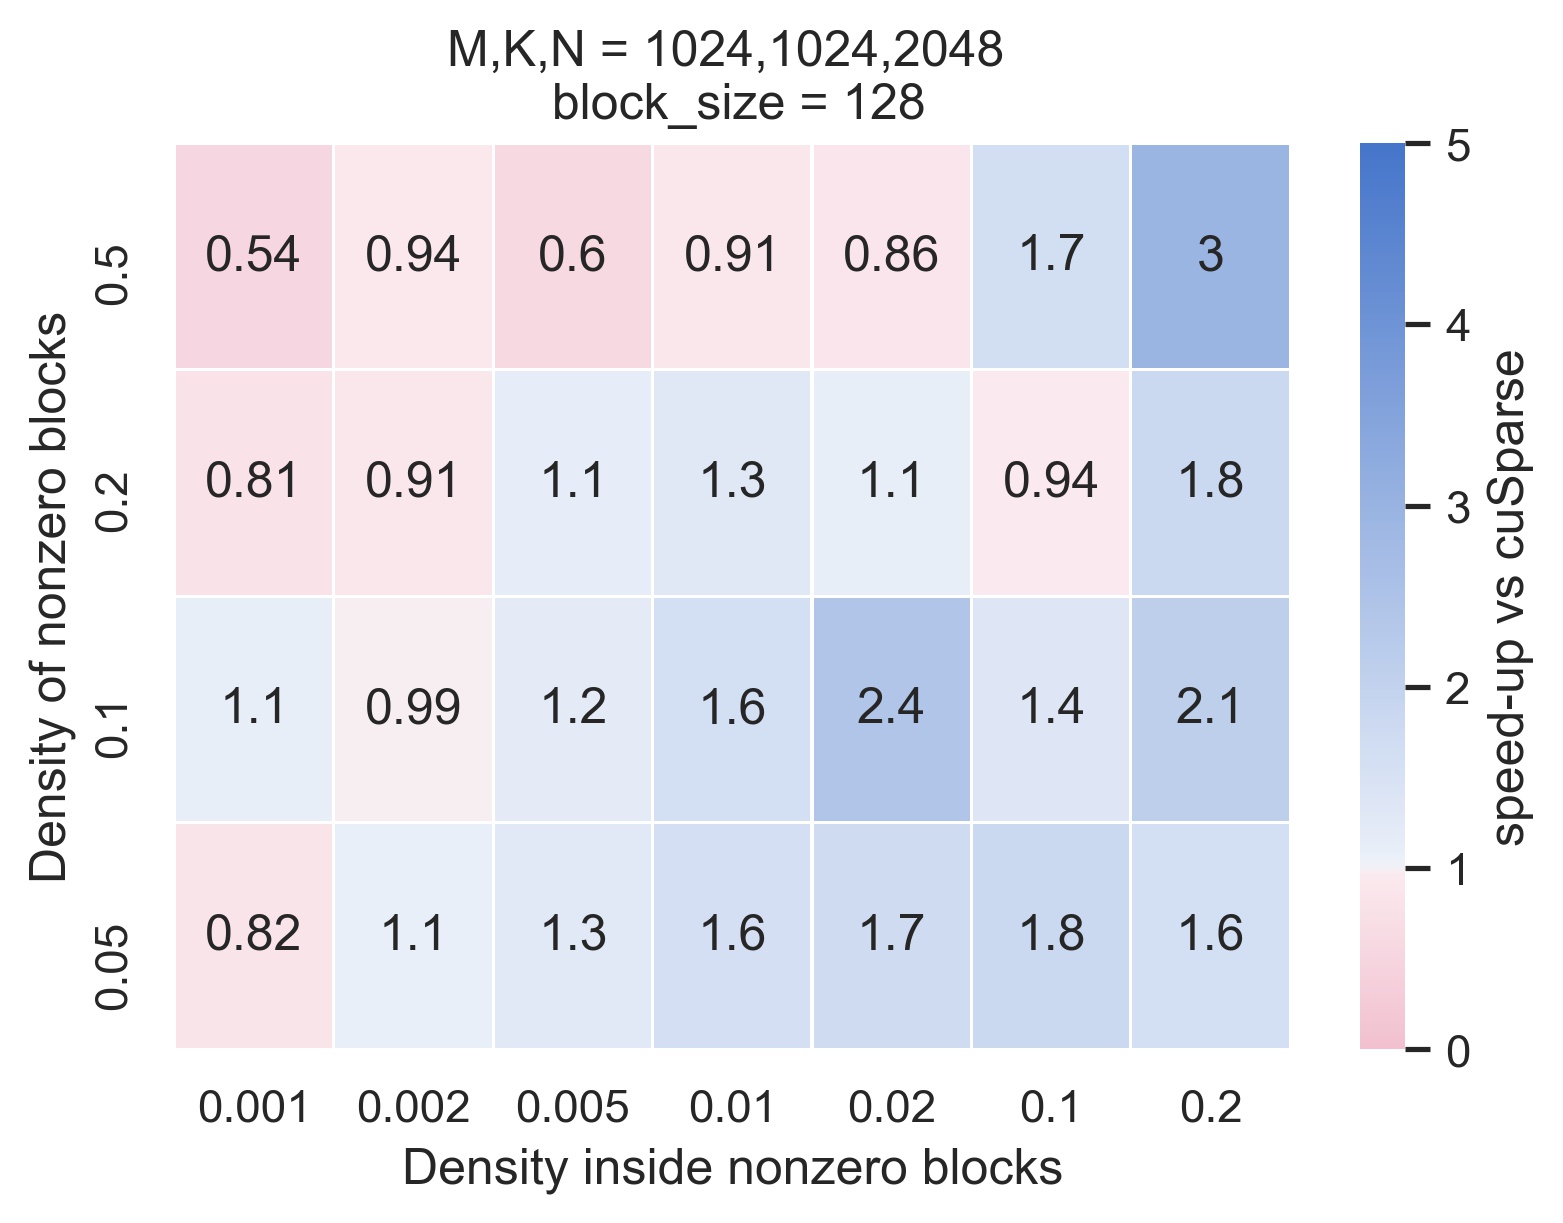 M,K,N = 1024,1024,2048
block_size = 128
Density of nonzero blocks
0.5
0.54 0.94 0.6 0.91 0.86 1.7 3
0.2
0.81 0.91 1.1 1.3 1.1 0.94 1.8
0.1
1.1 0.99 1.2 1.6 2.4 1.4 2.1
0.05
0.82 1.1 1.3 1.6 1.7 1.8 1.6
0.001 0.002 0.005 0.01 0.02 0.1 0.2
Density inside nonzero blocks
5
4
3
2
1
0
speed-up vs cuSparse